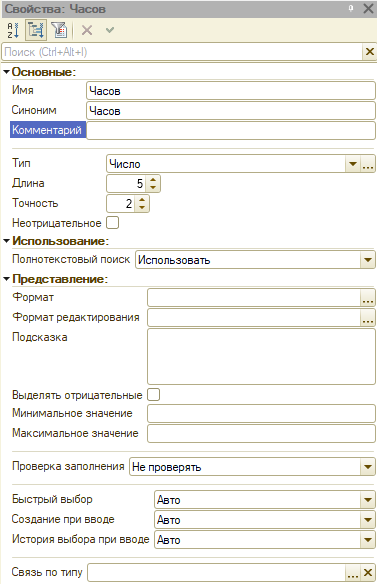 Свойства: Часов
Поиск (Ctrl+Alt+I)
Основные:
Имя Часов
Синоним Часов
Комментарий
Тип Число
Длина 5
Точность 2
Неотрицательное
Использование:
Полнотекстовый поиск Использовать
Представление:
Формат
Формат редактирования
Подсказка
Выделять отрицательные
Минимальное значение
Максимальное значение
Проверка заполнения Не проверять
Быстрый выбор Авто
Создание при вводе Авто
История выбора при вводе Авто
Связь по типу